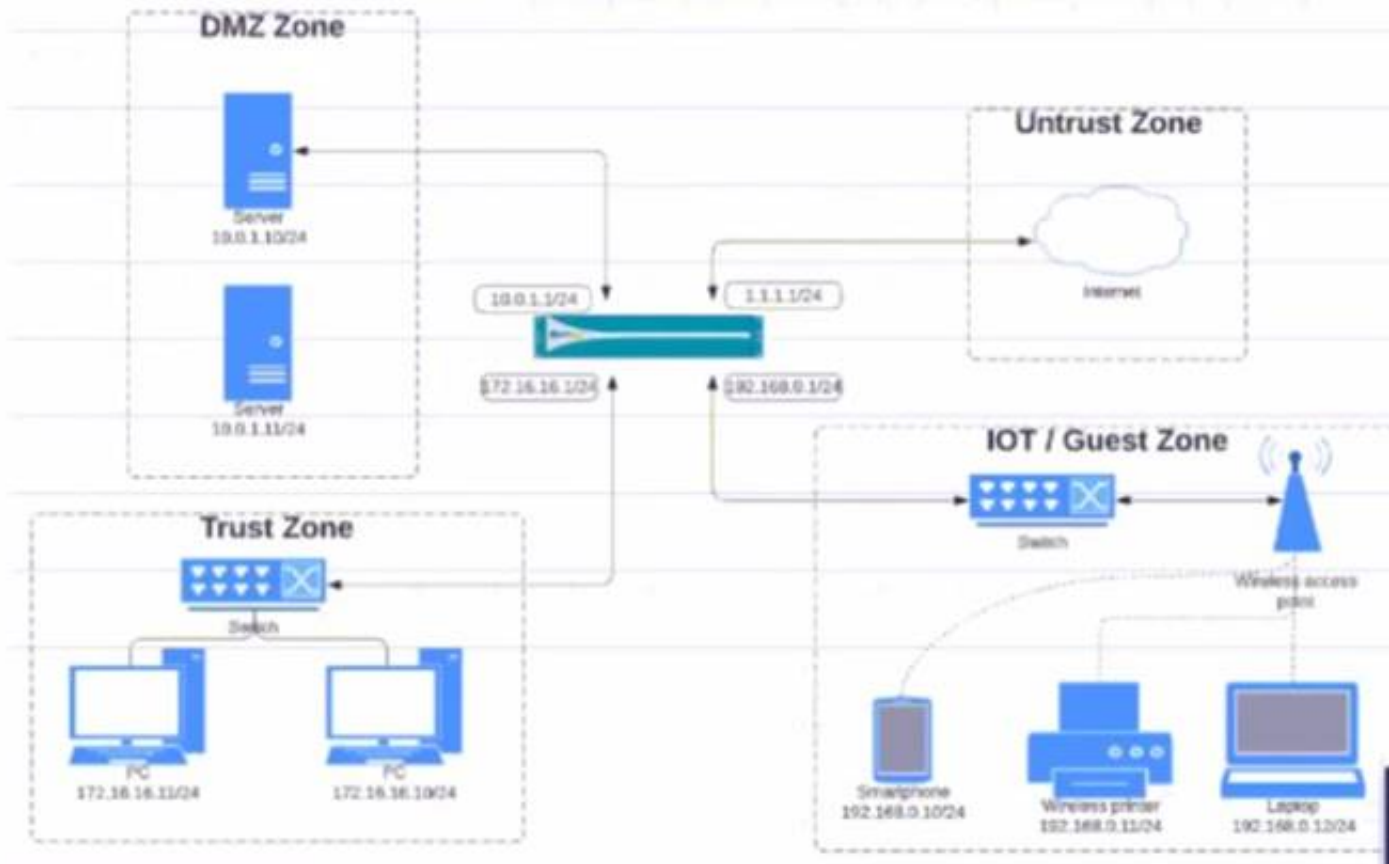 DMZ Zone
Server
10.0.1.10/24
Server
10.0.1.11/24
Untrust Zone
Internet
10.0.1.1/24
1.1.1.1/24
172.16.16.1/24
192.168.0.1/24
Trust Zone
Switch
PC
172.16.16.11/24
PC
172.16.16.10/24
IOT / Guest Zone
Switch
Wireless access
point
Smartphone
192.168.0.10/24
Wireless printer
192.168.0.11/24
Laptop
192.168.0.12/24